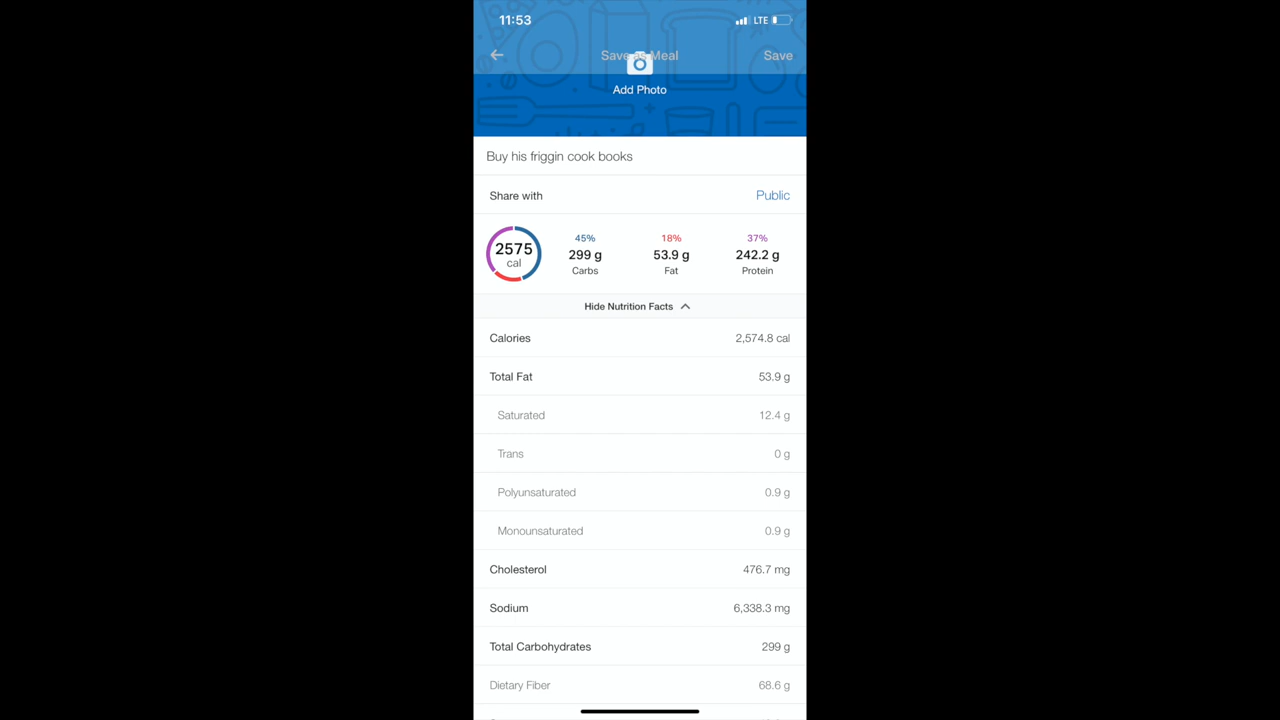 11:53 LTE
Save as Meal Save
Add Photo
Buy his friggin cook books
Share with Public
45% 18% 37%
2575 299 g 53.9 g 242.2 g
cal Carbs Fat Protein
Hide Nutrition Facts
Calories 2,574.8 cal
Total Fat 53.9 g
Saturated 12.4 g
Trans 0 g
Polyunsaturated 0.9 g
Monounsaturated 0.9 g
Cholesterol 476.7 mg
Sodium 6,338.3 mg
Total Carbohydrates 299 g
Dietary Fiber 68.6 g